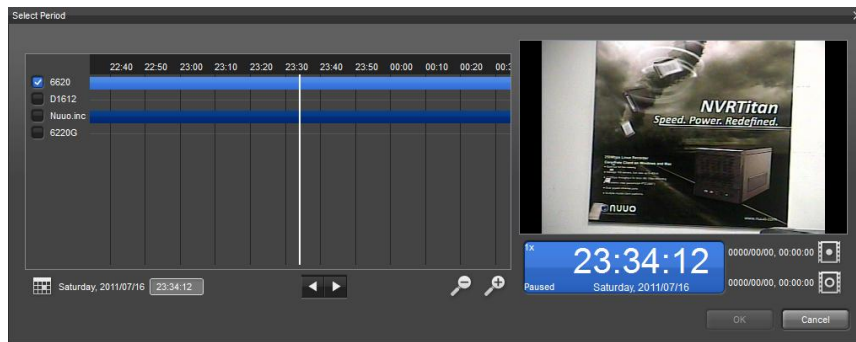 Select Period
22:40 22:50 23:00 23:10 23:20 23:30 23:40 23:50 00:00 00:10 00:20 00:3
6620
D1612
Nuuo.inc
6220G
Saturday, 2011/07/16 23:34:12
NVRTitan
Speed. Power. Redefined.
nuuo
1x
23:34:12
Paused Saturday, 2011/07/16
0000/00/00, 00:00:00
0000/00/00, 00:00:00
OK Cancel